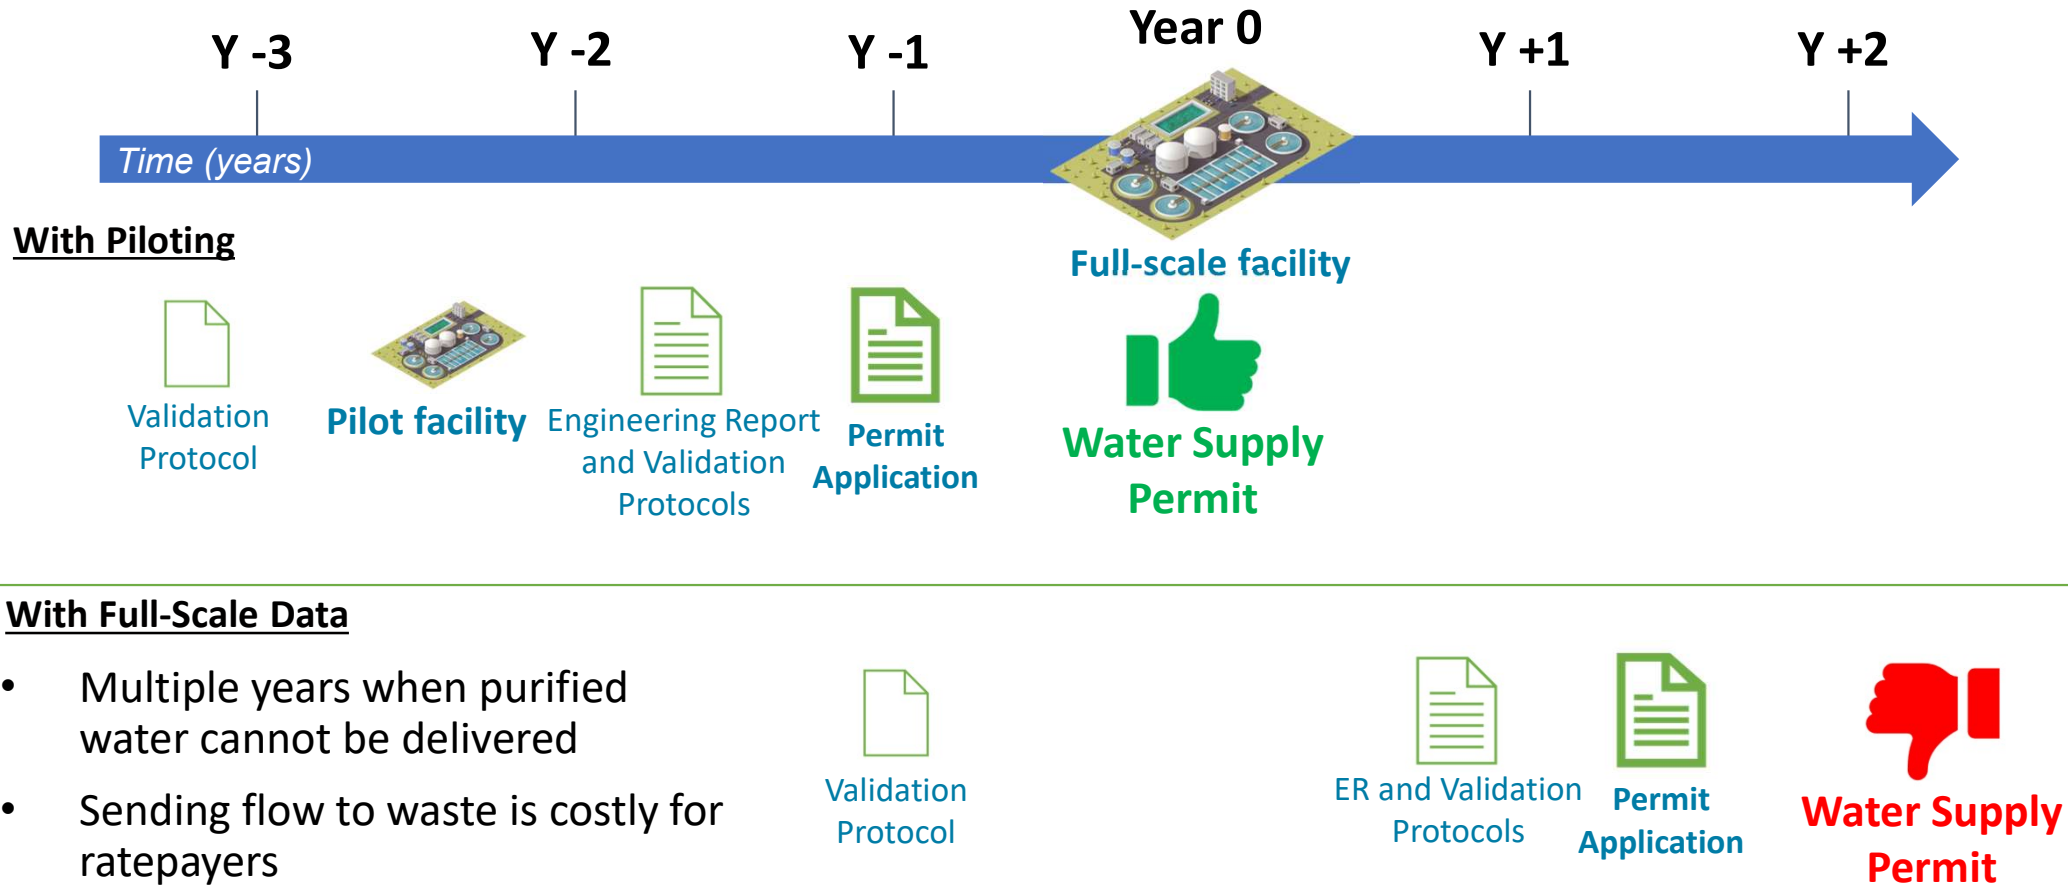 Y -3
Y -2
Y -1
Year 0
Y +1
Y +2
Time (years)
With Piloting
Full-scale facility
Validation
Protocol
Pilot facility
Engineering Report
and Validation
Protocols
Permit
Application
Water Supply
Permit
With Full-Scale Data
• Multiple years when purified
water cannot be delivered
• Sending flow to waste is costly for
ratepayers
Validation
Protocol
ER and Validation
Protocols
Permit
Application
Water Supply
Permit